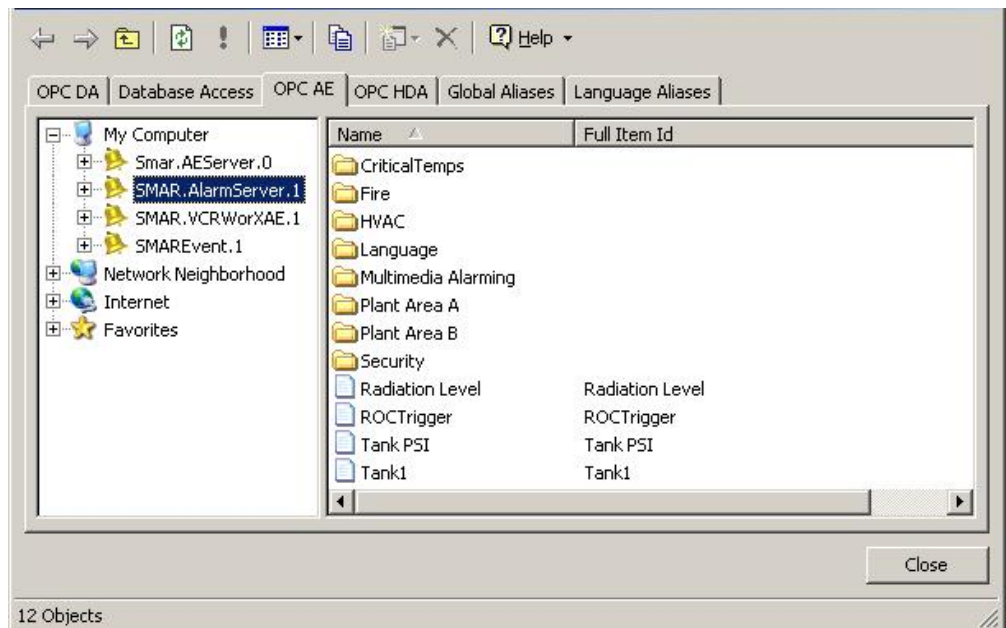 Help
OPC DA Database Access OPC AE OPC HDA Global Aliases Language Aliases
My Computer
Smar.AEServer.0
SMAR.AlarmServer.1
SMAR.VCRWorXAE.1
SMAREvent.1
Network Neighborhood
Internet
Favorites
Name Full Item Id
CriticalTemps
Fire
HVAC
Language
Multimedia Alarming
Plant Area A
Plant Area B
Security
Radiation Level Radiation Level
ROCTrigger ROCTrigger
Tank PSI Tank PSI
Tank1 Tank1
Close
12 Objects